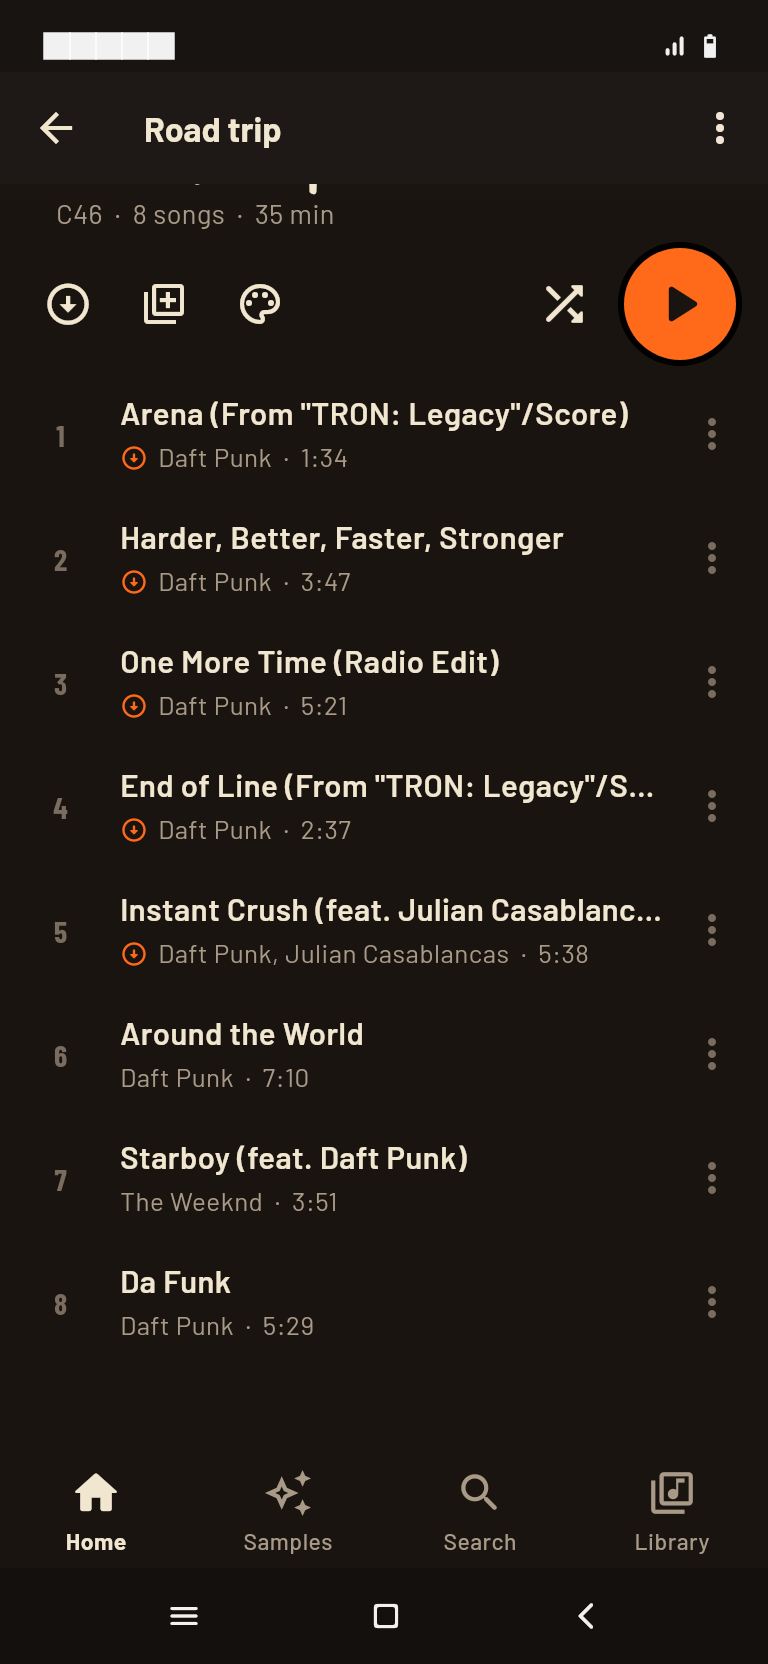 Road trip
C46 · 8 songs · 35 min
1
Arena (From "TRON: Legacy"/Score)
Daft Punk · 1:34
2
Harder, Better, Faster, Stronger
Daft Punk · 3:47
3
One More Time (Radio Edit)
Daft Punk · 5:21
4
End of Line (From "TRON: Legacy"/S...
Daft Punk · 2:37
5
Instant Crush (feat. Julian Casablanc...
Daft Punk, Julian Casablancas · 5:38
6
Around the World
Daft Punk · 7:10
7
Starboy (feat. Daft Punk)
The Weeknd · 3:51
8
Da Funk
Daft Punk · 5:29
Home
Samples
Search
Library